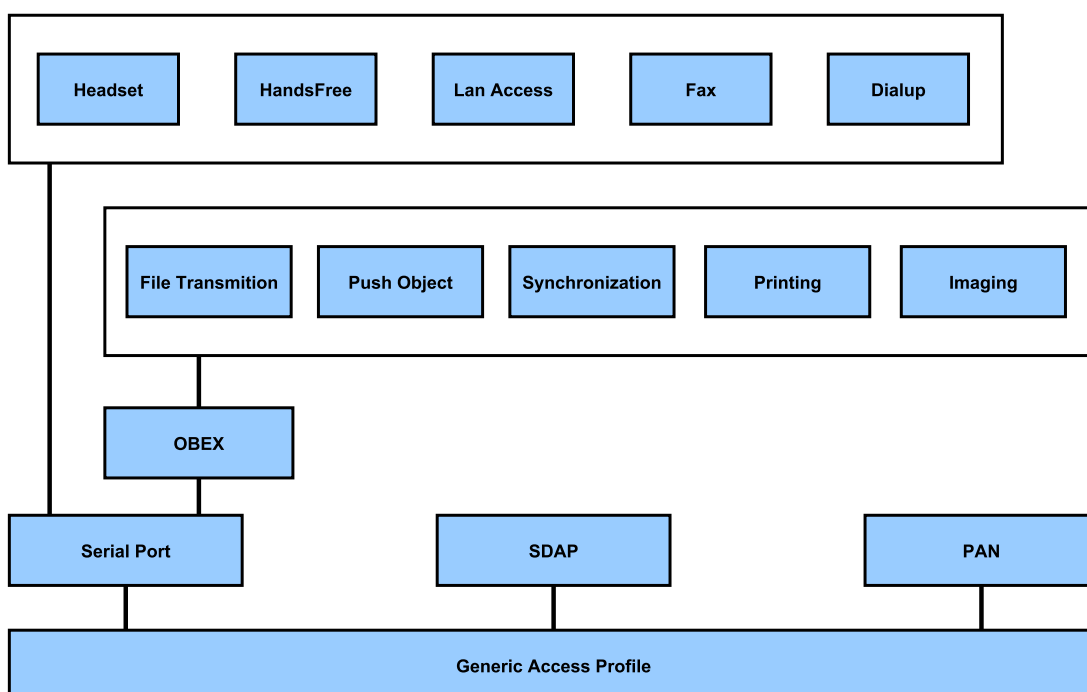 Headset
HandsFree
Lan Access
Fax
Dialup
File Transmition
Push Object
Synchronization
Printing
Imaging
OBEX
Serial Port
SDAP
PAN
Generic Access Profile